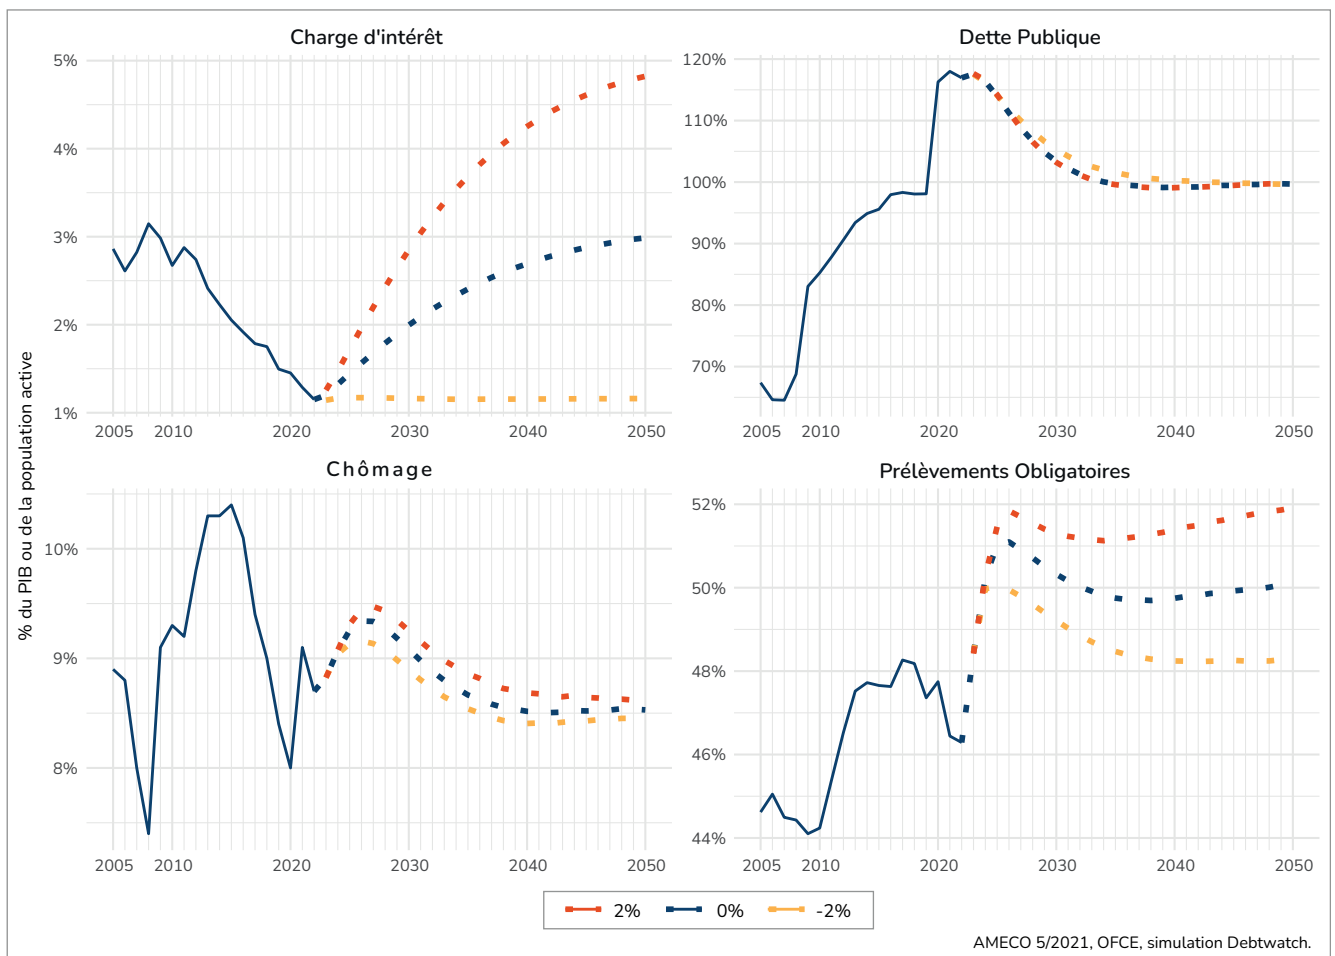 Charge d'intérêt
5%
4%
3%
2%
1%
2005 2010 2020 2030 2040 2050
Dette Publique
120%
110%
100%
90%
80%
70%
2005 2010 2020 2030 2040 2050
% du PIB ou de la population active
Chômage
10%
9%
8%
2005 2010 2020 2030 2040 2050
Prélèvements Obligatoires
52%
50%
48%
46%
44%
2005 2010 2020 2030 2040 2050
2% 0% -2%
AMECO 5/2021, OFCE, simulation Debtwatch.